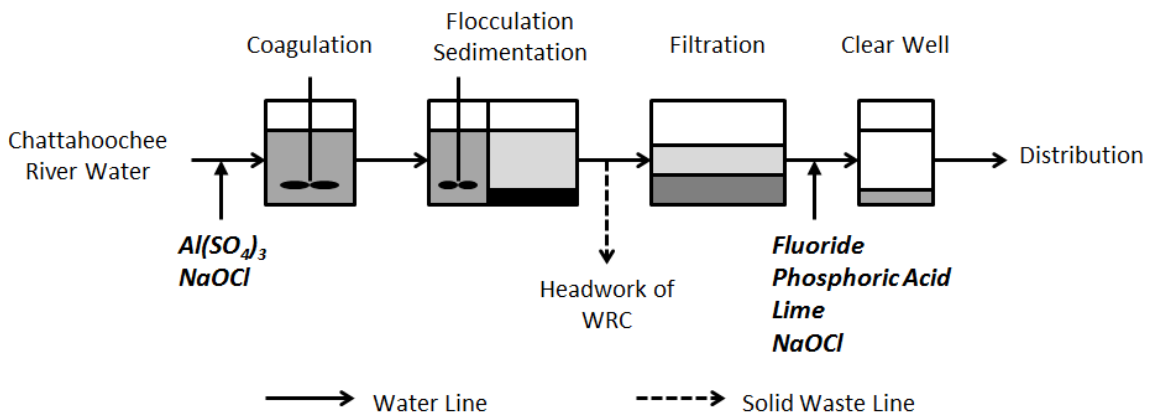 Coagulation
Flocculation
Sedimentation
Filtration
Clear Well
Chattahoochee
River Water
Distribution
Al(SO₄)₃
NaOCl
Headwork of
WRC
Fluoride
Phosphoric Acid
Lime
NaOCl
Water Line
Solid Waste Line